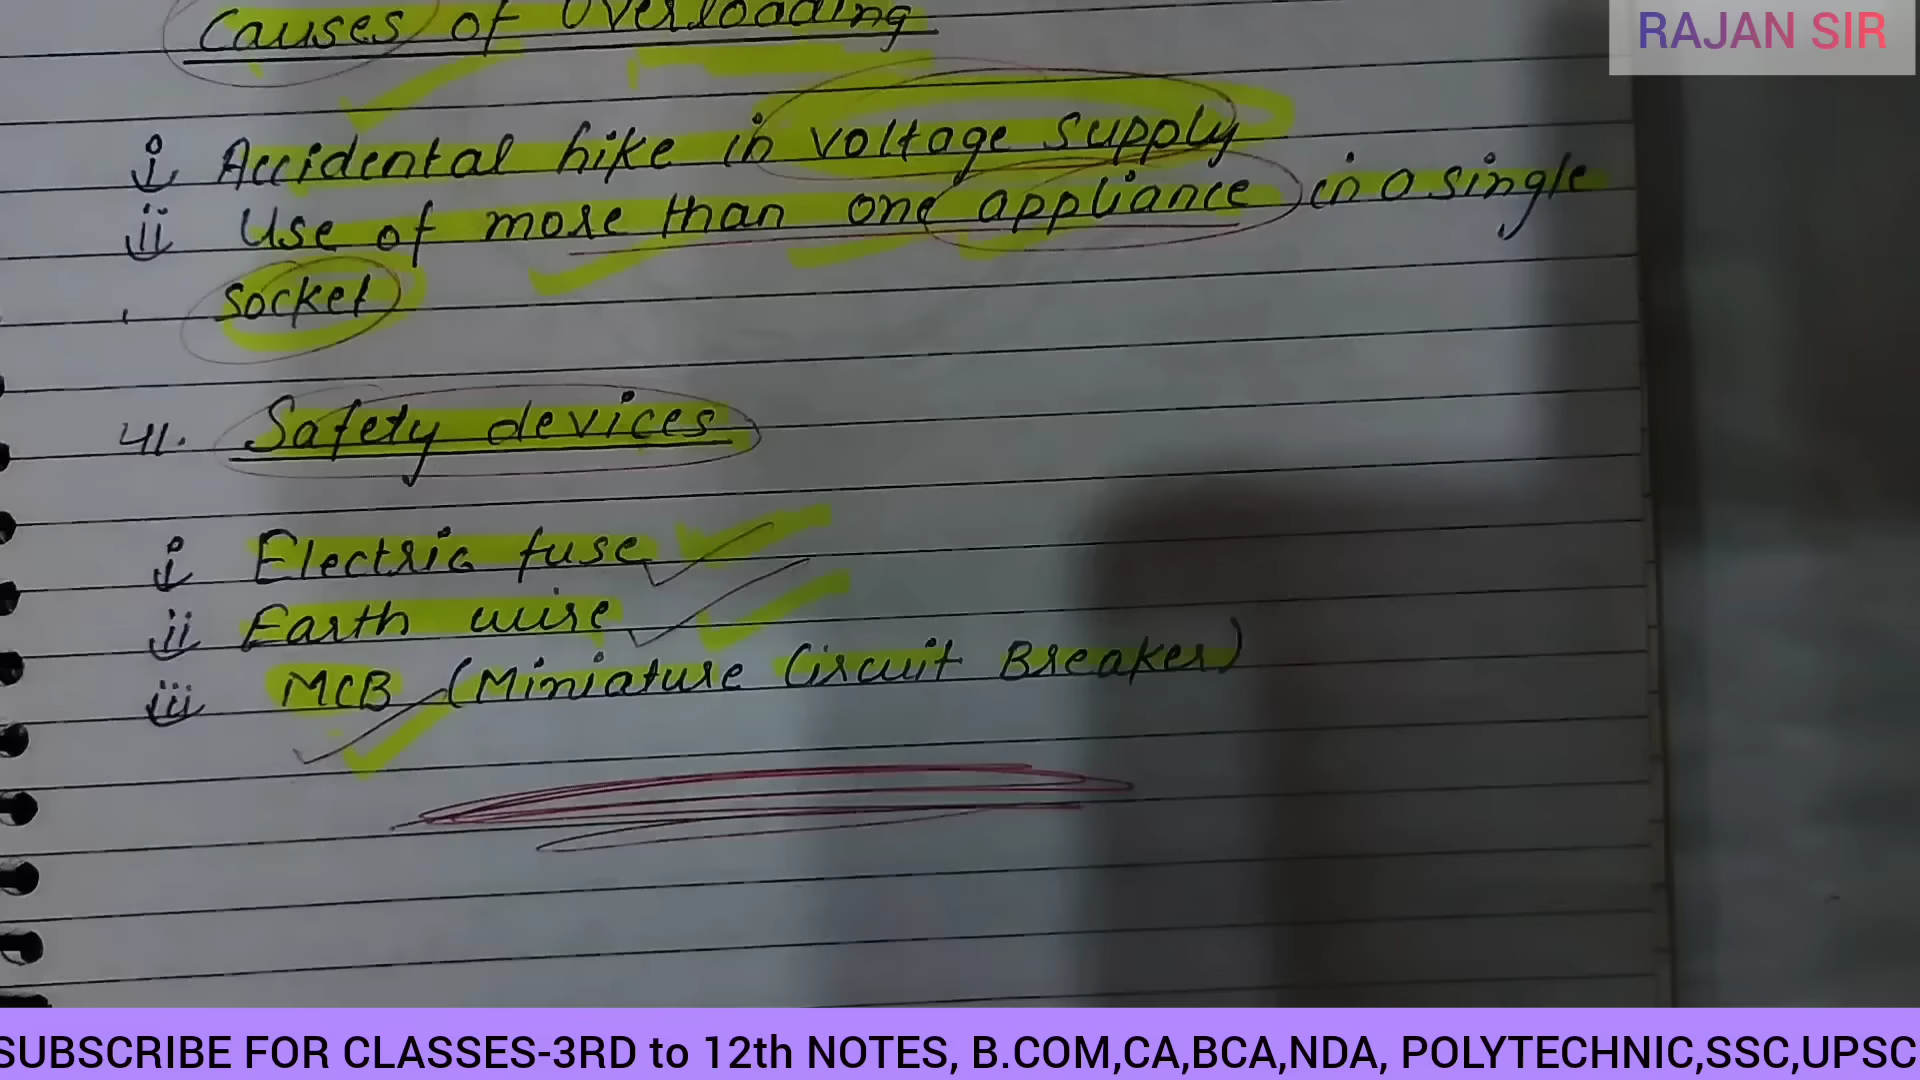 Causes of Overloading
RAJAN SIR
i Accidental hike in voltage supply
ii Use of more than one appliance in a single
socket
41. Safety devices
i Electric fuse
ii Earth wire
iii MCB (Miniature Circuit Breaker)
SUBSCRIBE FOR CLASSES-3RD to 12th NOTES, B.COM,CA,BCA,NDA, POLYTECHNIC,SSC,UPSC